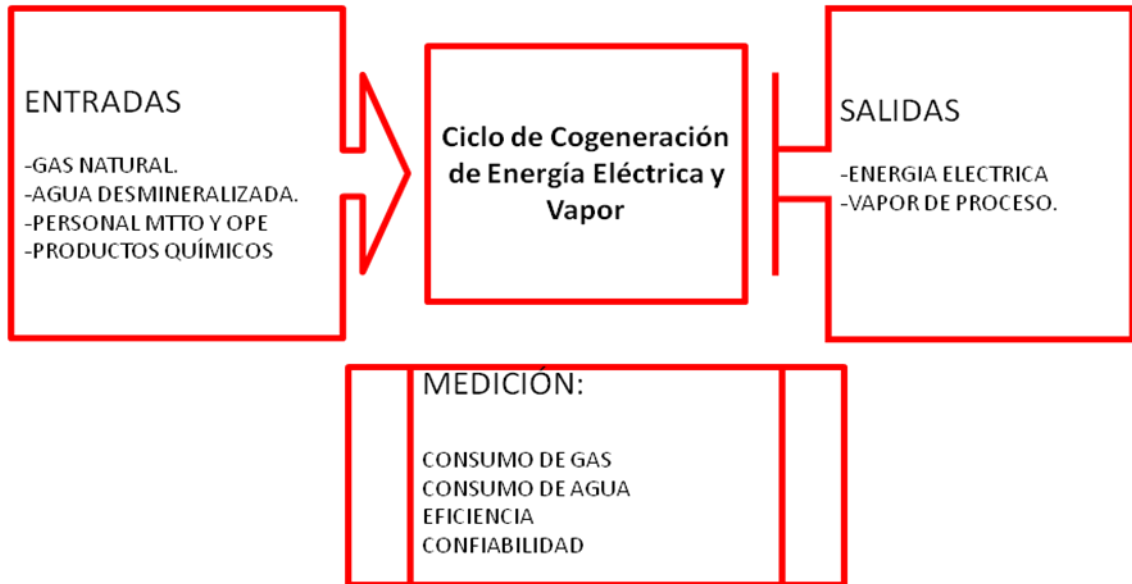 ENTRADAS
-GAS NATURAL.
-AGUA DESMINERALIZADA.
-PERSONAL MTTO Y OPE
-PRODUCTOS QUÍMICOS
Ciclo de Cogeneración
de Energía Eléctrica y
Vapor
SALIDAS
-ENERGIA ELECTRICA
-VAPOR DE PROCESO.
MEDICIÓN:
CONSUMO DE GAS
CONSUMO DE AGUA
EFICIENCIA
CONFIABILIDAD